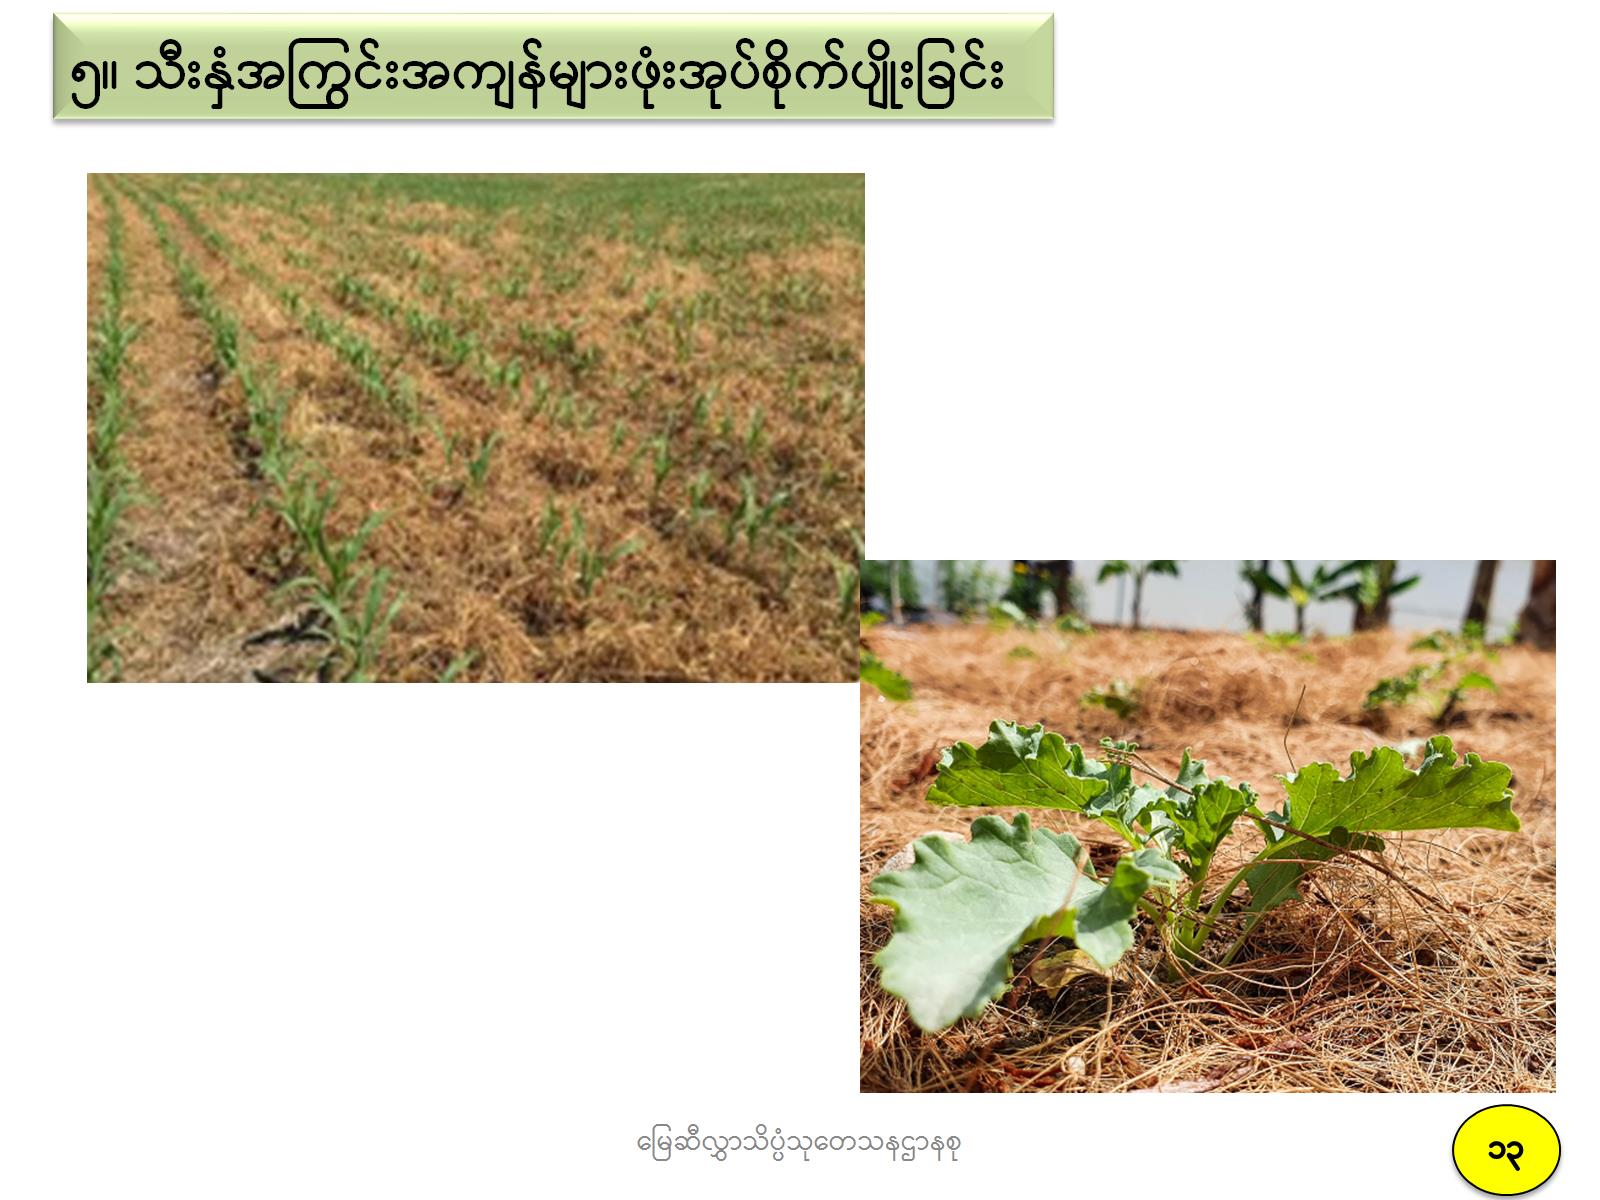 ၅။ သီးနှံအကြွင်းအကျန်များဖုံးအုပ်စိုက်ပျိုးခြင်း
မြေဆီလွှာသိပ္ပံသုတေသနဌာနစု
၁၃